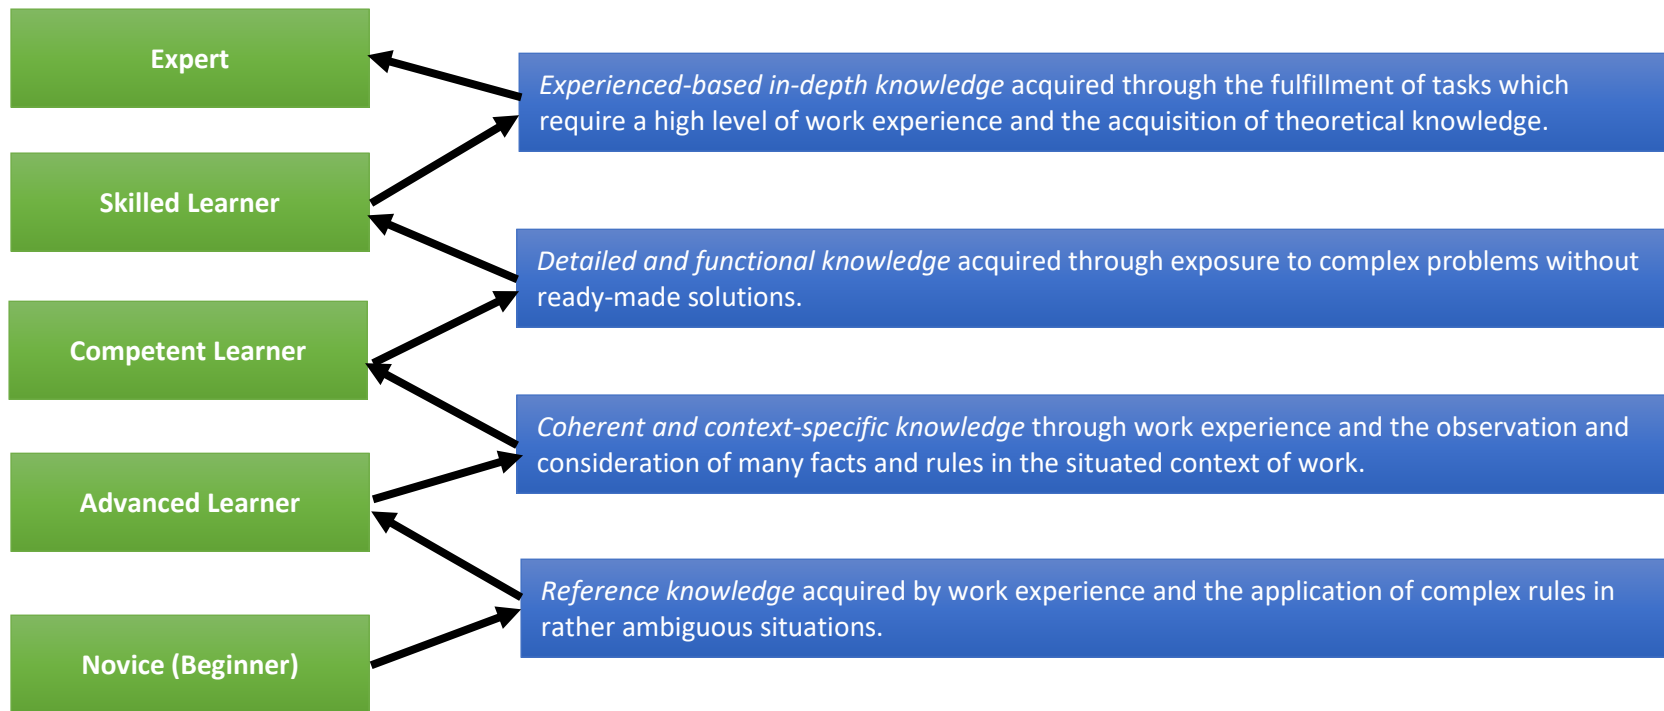 Expert
Experienced-based in-depth knowledge acquired through the fulfillment of tasks which
require a high level of work experience and the acquisition of theoretical knowledge.
Skilled Learner
Detailed and functional knowledge acquired through exposure to complex problems without
ready-made solutions.
Competent Learner
Coherent and context-specific knowledge through work experience and the observation and
consideration of many facts and rules in the situated context of work.
Advanced Learner
Reference knowledge acquired by work experience and the application of complex rules in
rather ambiguous situations.
Novice (Beginner)